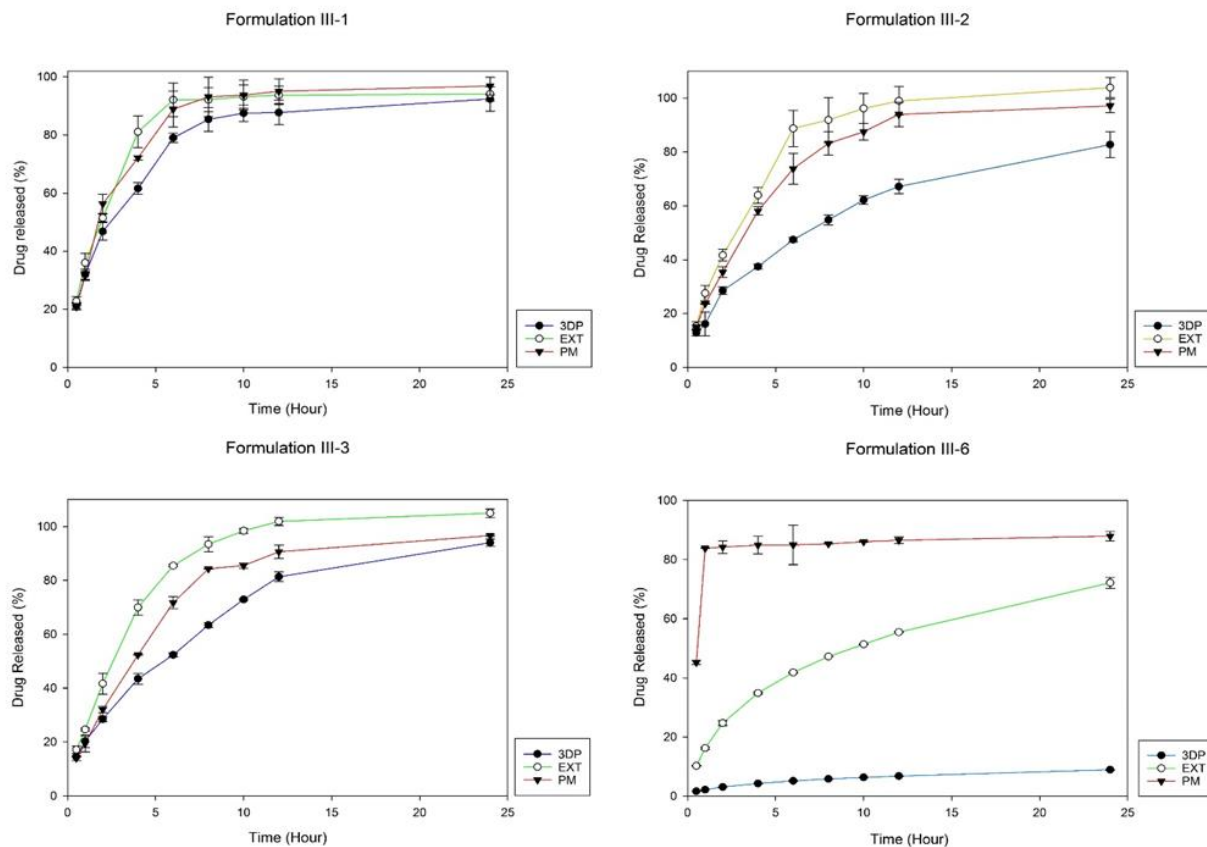 Formulation III-1
Drug released (%)
100
80
60
40
20
0
0 5 10 15 20 25
Time (Hour)
3DP
EXT
PM
Formulation III-2
Drug Released (%)
100
80
60
40
20
0
0 5 10 15 20 25
Time (Hour)
3DP
EXT
PM
Formulation III-3
Drug Released (%)
100
80
60
40
20
0
0 5 10 15 20 25
Time (Hour)
3DP
EXT
PM
Formulation III-6
Drug Released (%)
100
80
60
40
20
0
0 5 10 15 20 25
Time (Hour)
3DP
EXT
PM